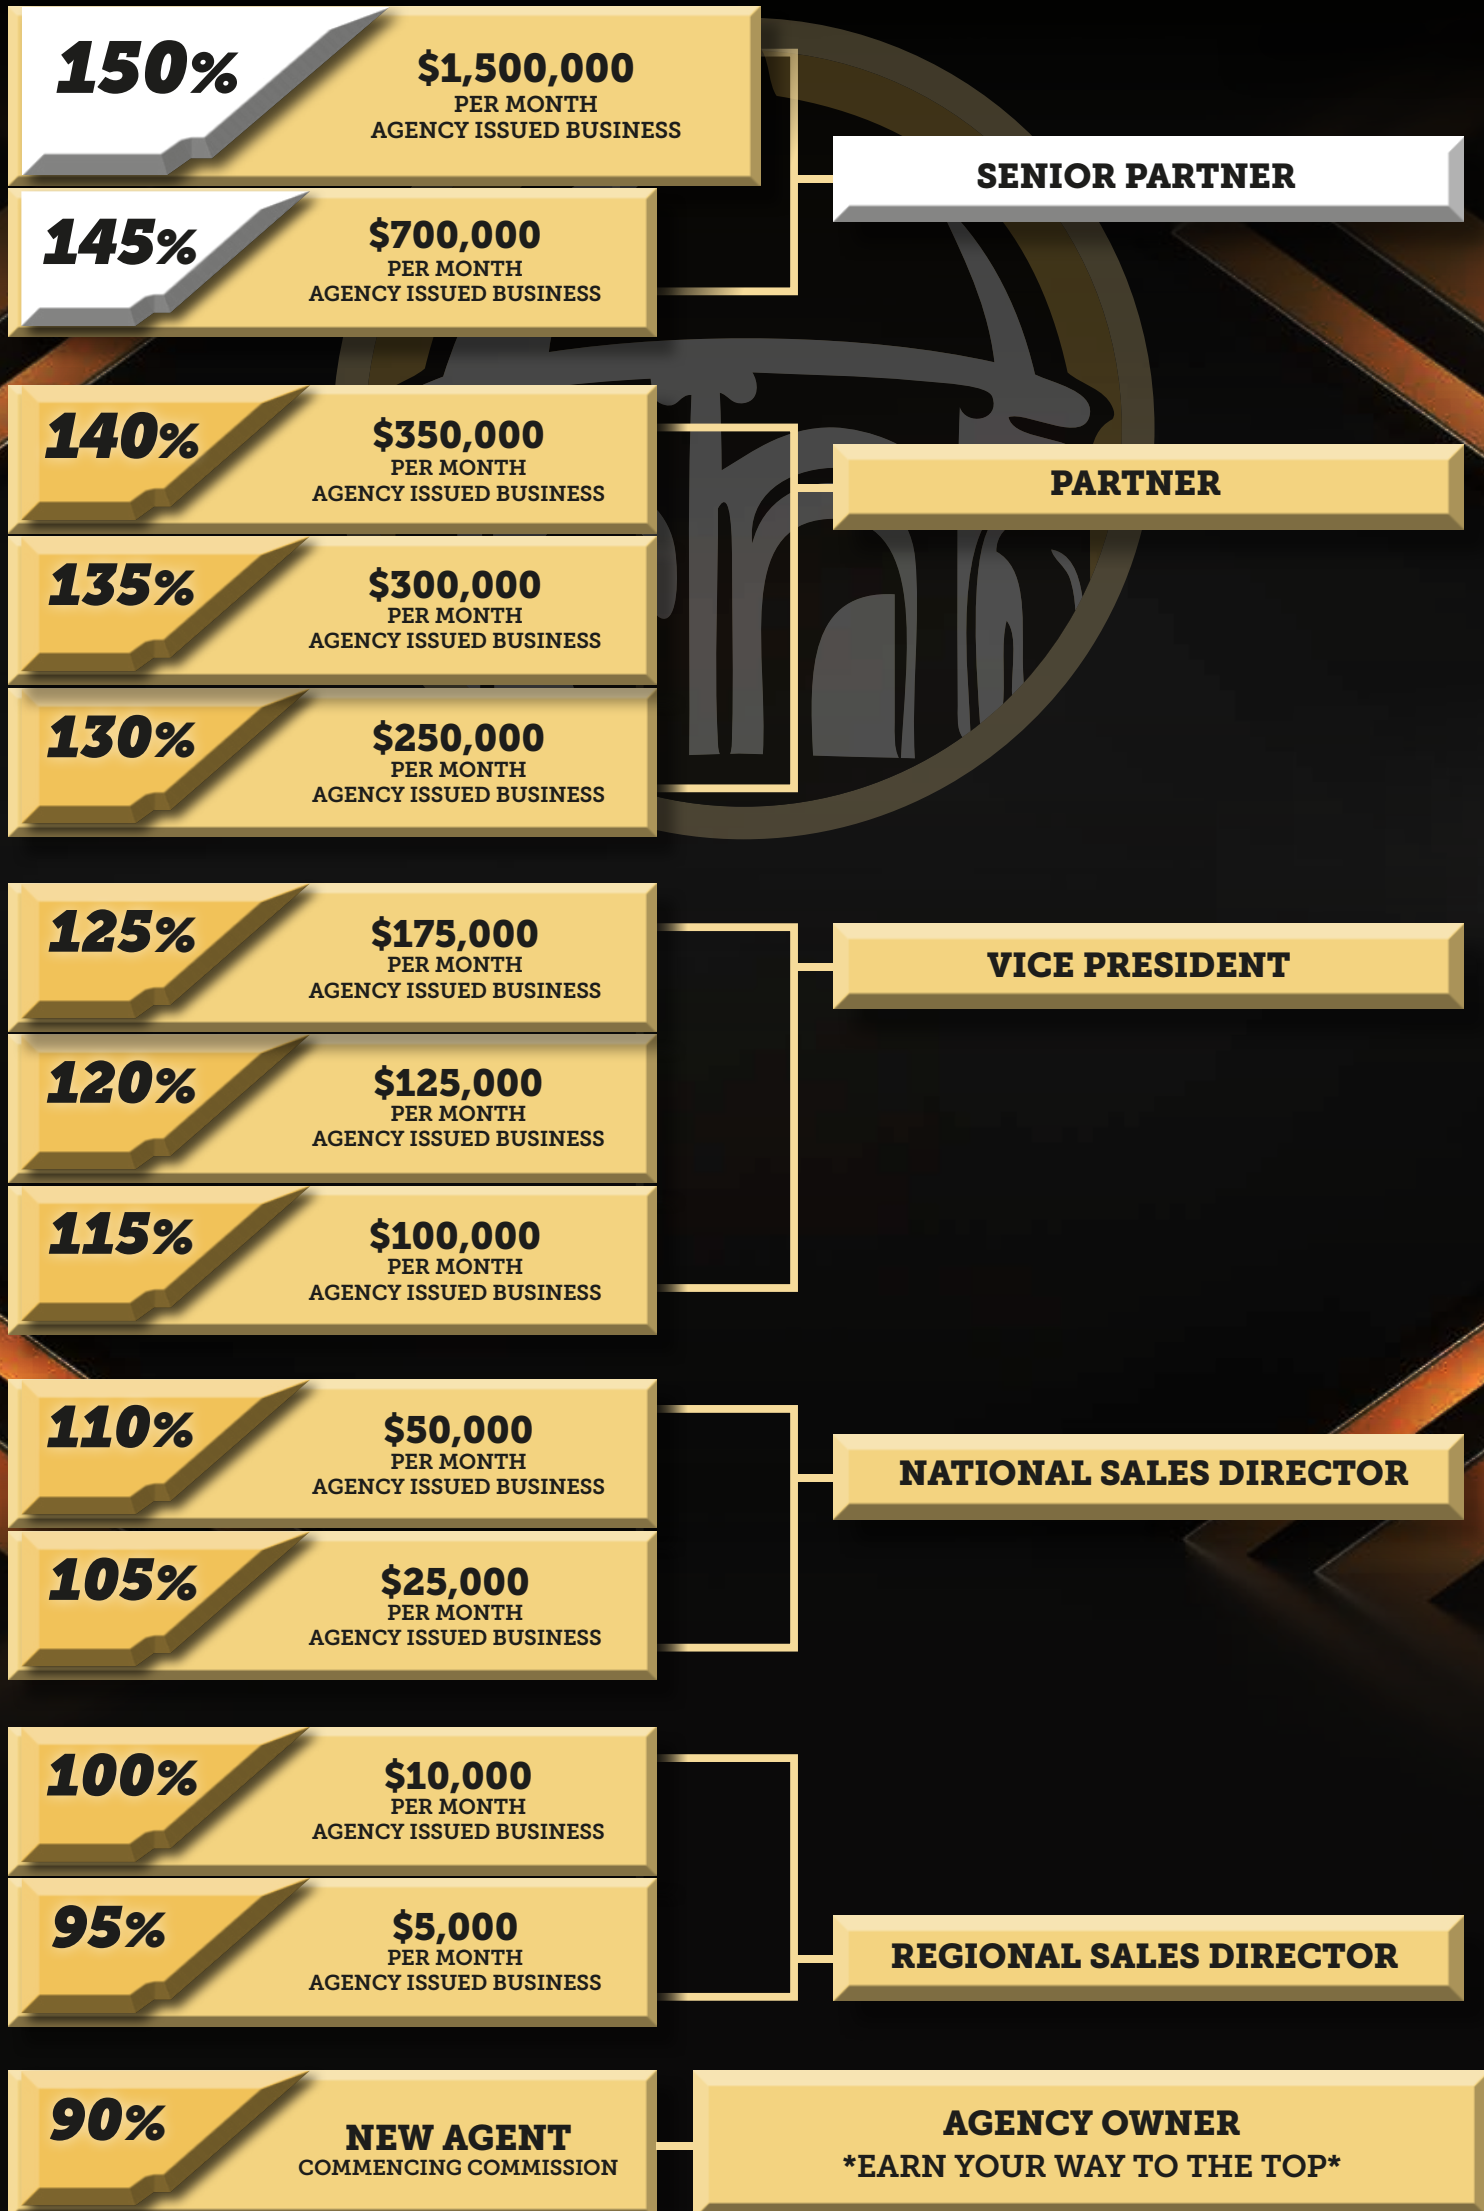 150%
$1,500,000
PER MONTH
AGENCY ISSUED BUSINESS
145%
$700,000
PER MONTH
AGENCY ISSUED BUSINESS
SENIOR PARTNER
140%
$350,000
PER MONTH
AGENCY ISSUED BUSINESS
135%
$300,000
PER MONTH
AGENCY ISSUED BUSINESS
130%
$250,000
PER MONTH
AGENCY ISSUED BUSINESS
PARTNER
125%
$175,000
PER MONTH
AGENCY ISSUED BUSINESS
120%
$125,000
PER MONTH
AGENCY ISSUED BUSINESS
115%
$100,000
PER MONTH
AGENCY ISSUED BUSINESS
VICE PRESIDENT
110%
$50,000
PER MONTH
AGENCY ISSUED BUSINESS
105%
$25,000
PER MONTH
AGENCY ISSUED BUSINESS
NATIONAL SALES DIRECTOR
100%
$10,000
PER MONTH
AGENCY ISSUED BUSINESS
95%
$5,000
PER MONTH
AGENCY ISSUED BUSINESS
REGIONAL SALES DIRECTOR
90%
NEW AGENT
COMMENCING COMMISSION
AGENCY OWNER
*EARN YOUR WAY TO THE TOP*